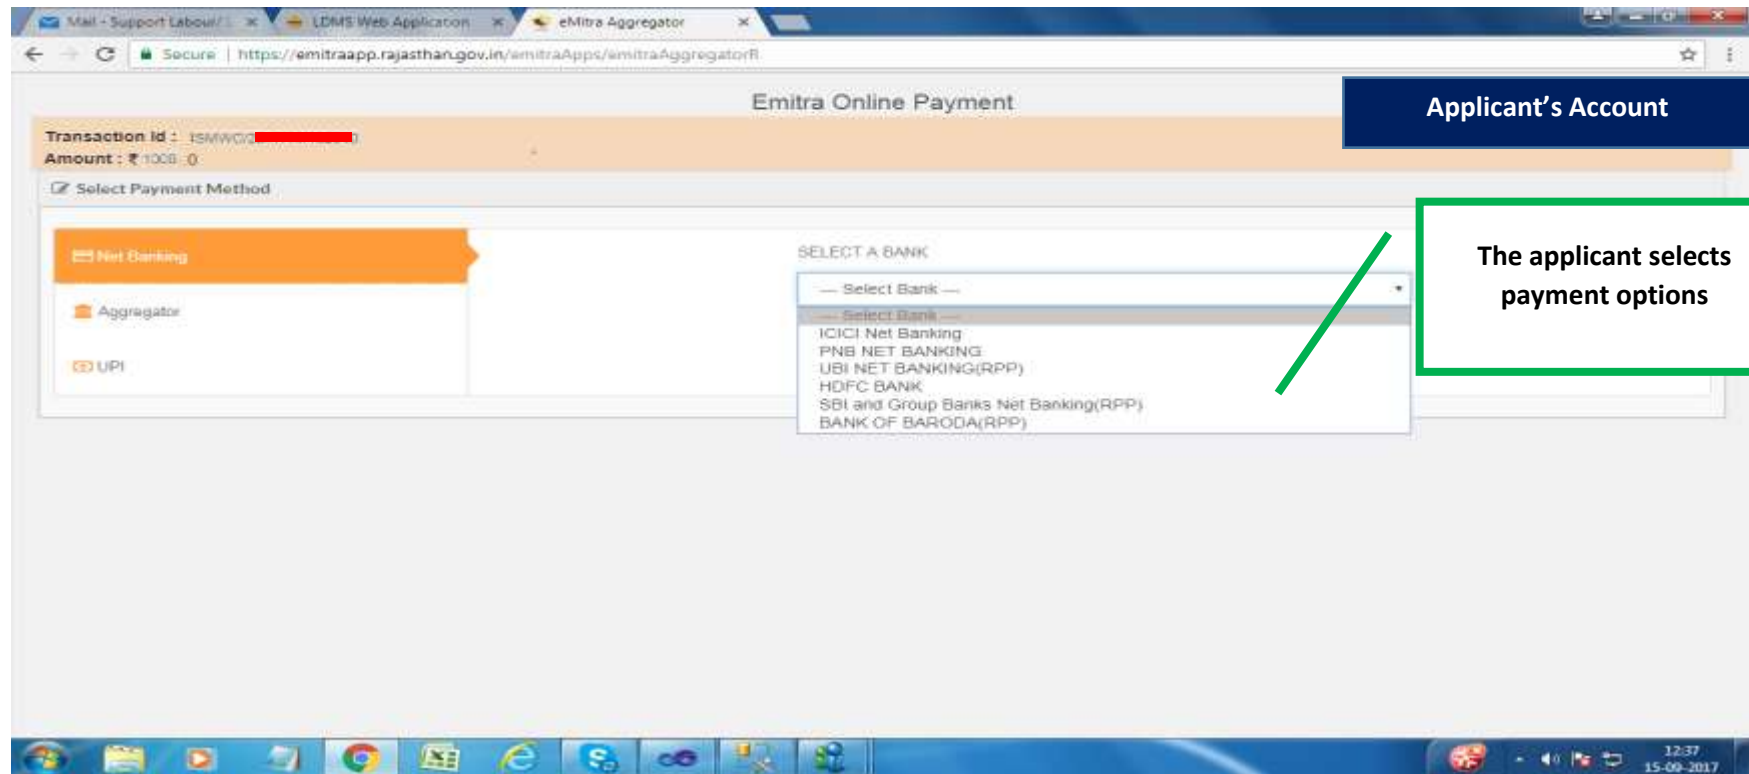 Mail - Support Labour/
LDMS Web Application
eMitra Aggregator
Secure | https://emitraapp.rajasthan.gov.in/emitraApps/emitraAggregatorR
Emitra Online Payment
Applicant's Account
Transaction Id :
Amount : ₹
Select Payment Method
Net Banking
Aggregator
UPI
SELECT A BANK
--- Select Bank ---
--- Select Bank ---
ICICI Net Banking
PNB NET BANKING
UBI NET BANKING(RPP)
HDFC BANK
SBI and Group Banks Net Banking(RPP)
BANK OF BARODA(RPP)
The applicant selects
payment options
12:37
15-09-2017